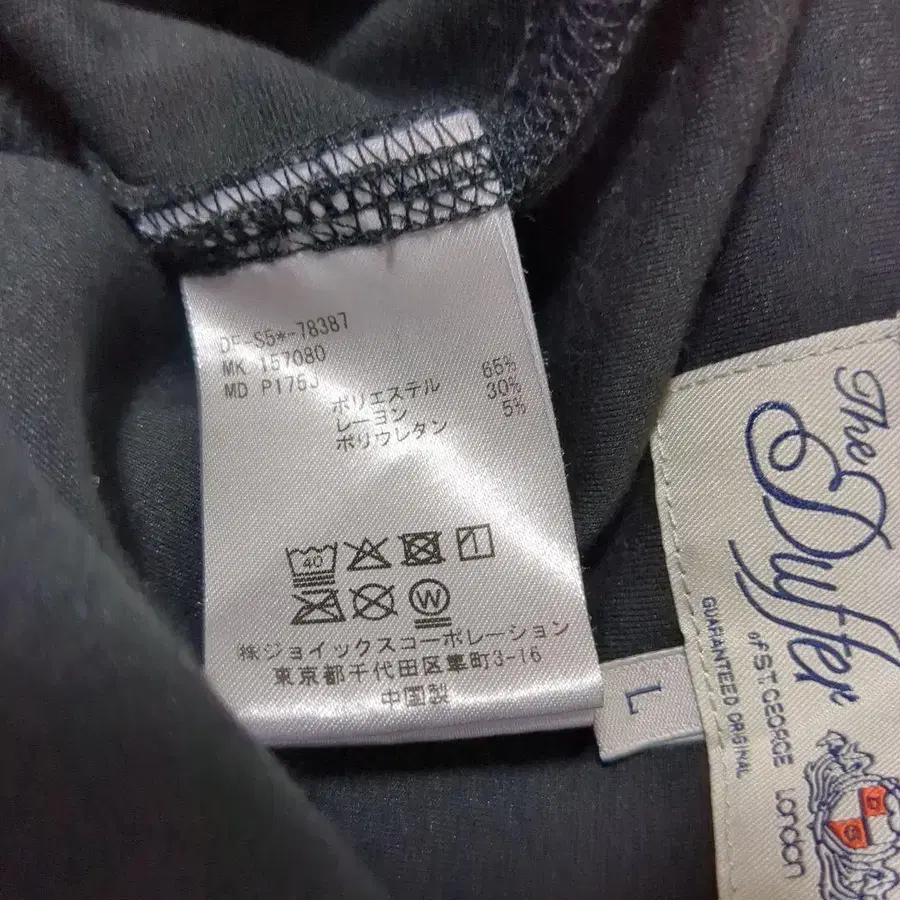 DF-S5*-78387
MK 157080
MD P1753
ポリエステル 65%
レーヨン 30%
ポリウレタン 5%
40
W
㈱ジョイックスコーポレーション
東京都千代田区隼町3-16
中国製
L
The Duffer
of ST. GEORGE LONDON
GUARANTEED ORIGINAL
D
G